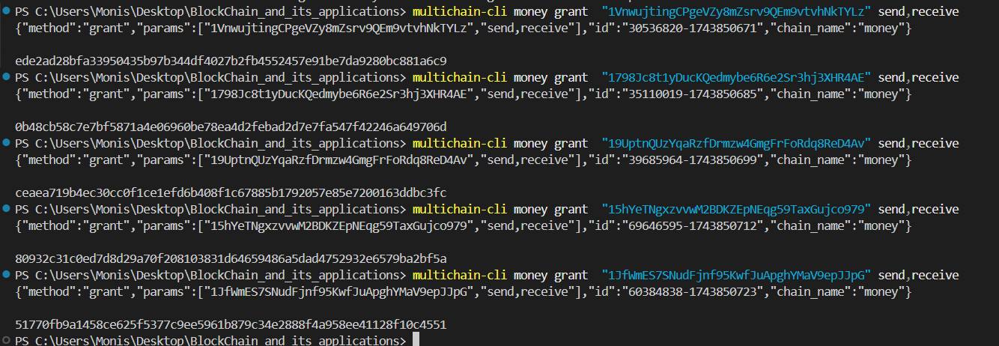 PS C:\Users\Monis\Desktop\BlockChain_and_its_applications> multichain-cli money grant  "1VnwujtingCPgeVZy8mZsrv9QEm9vtvhNkTYLz" send,receive
{"method":"grant","params":["1VnwujtingCPgeVZy8mZsrv9QEm9vtvhNkTYLz","send,receive"],"id":"30536820-1743850671","chain_name":"money"}
ede2ad28bfa33950435b97b344df4027b2fb4552457e91be7da9280bc881a6c9
PS C:\Users\Monis\Desktop\BlockChain_and_its_applications> multichain-cli money grant  "1798Jc8t1yDucKQedmybe6R6e2Sr3hj3XHR4AE" send,receive
{"method":"grant","params":["1798Jc8t1yDucKQedmybe6R6e2Sr3hj3XHR4AE","send,receive"],"id":"35110019-1743850685","chain_name":"money"}
0b48cb58c7e7bf5871a4e06960be78ea4d2febad2d7e7fa547f42246a649706d
PS C:\Users\Monis\Desktop\BlockChain_and_its_applications> multichain-cli money grant  "19UptnQUzYqaRzfDrmzw4GmgFrFoRdq8ReD4Av" send,receive
{"method":"grant","params":["19UptnQUzYqaRzfDrmzw4GmgFrFoRdq8ReD4Av","send,receive"],"id":"39685964-1743850699","chain_name":"money"}
ceaea719b4ec30cc0f1ce1efd6b408f1c67885b1792057e85e7200163ddbc3fc
PS C:\Users\Monis\Desktop\BlockChain_and_its_applications> multichain-cli money grant  "15hYeTNgxzvvwM2BDKZEpNEqg59TaxGujco979" send,receive
{"method":"grant","params":["15hYeTNgxzvvwM2BDKZEpNEqg59TaxGujco979","send,receive"],"id":"69646595-1743850712","chain_name":"money"}
80932c31c0ed7d8d29a70f208103831d64659486a5dad4752932e6579ba2bf5a
PS C:\Users\Monis\Desktop\BlockChain_and_its_applications> multichain-cli money grant  "1JfWmES7SNudFjnf95KwfJuApghYMaV9epJJpG" send,receive
{"method":"grant","params":["1JfWmES7SNudFjnf95KwfJuApghYMaV9epJJpG","send,receive"],"id":"60384838-1743850723","chain_name":"money"}
51770fb9a1458ce625f5377c9ee5961b879c34e2888f4a958ee41128f10c4551
PS C:\Users\Monis\Desktop\BlockChain_and_its_applications>